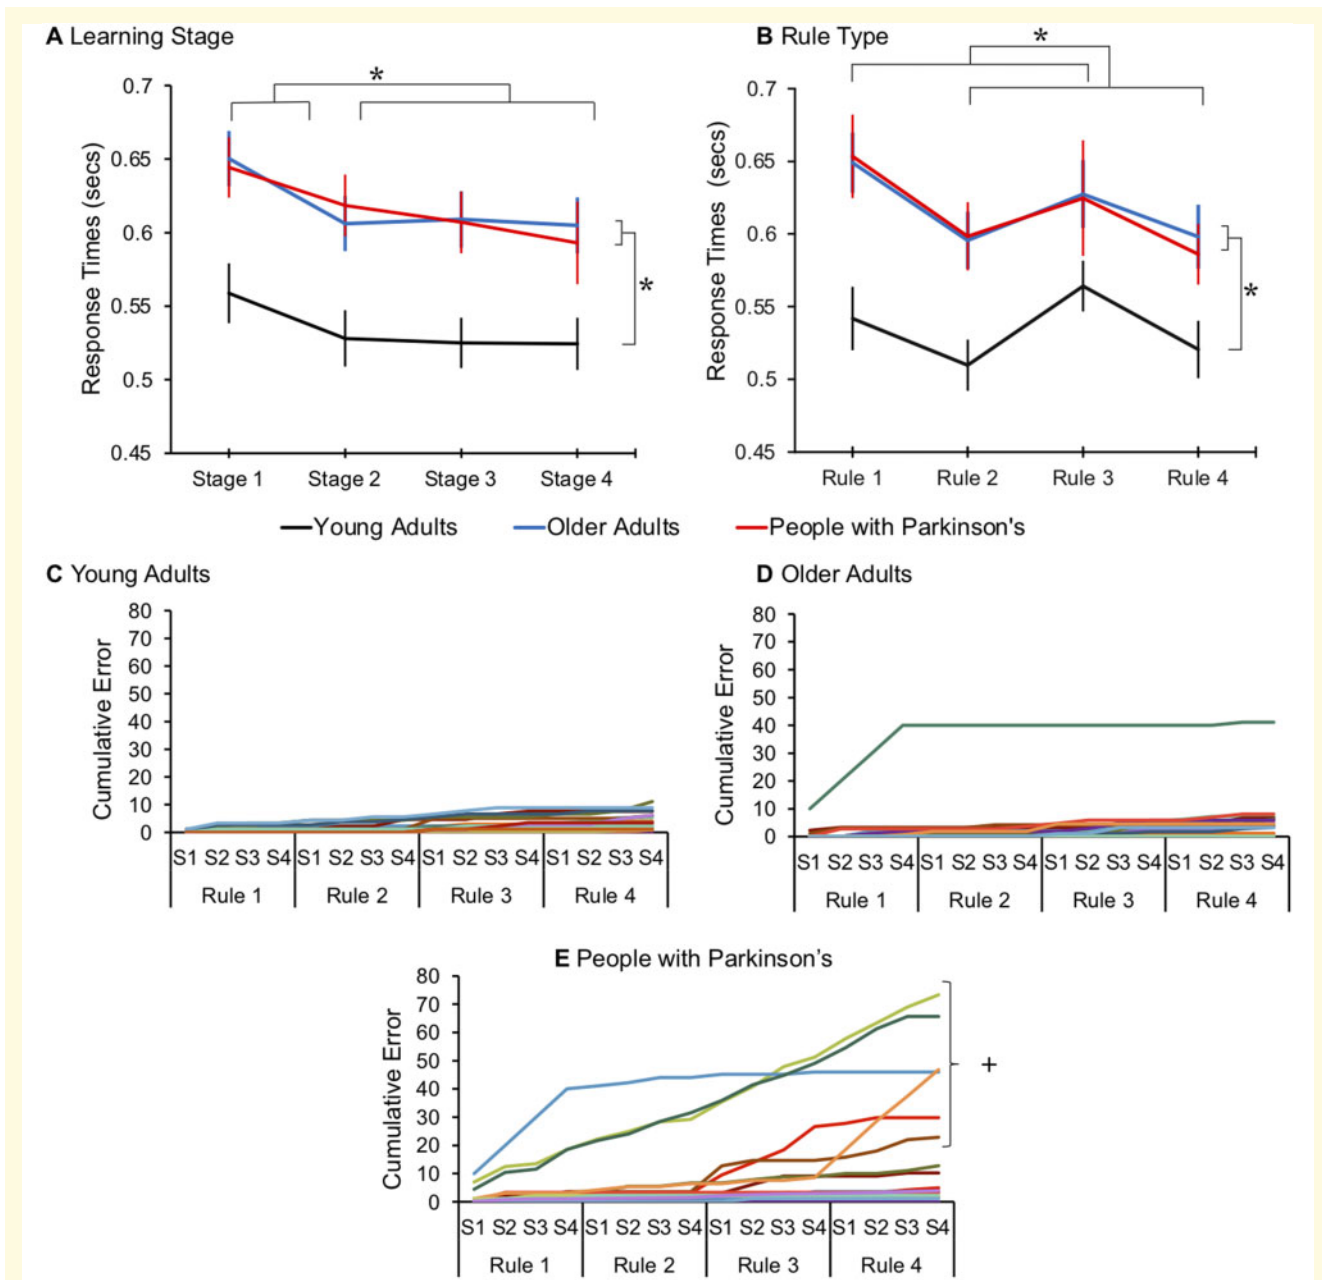 A Learning Stage
*
0.7
0.65
0.6
0.55
0.5
0.45
Response Times (secs)
*
Stage 1 Stage 2 Stage 3 Stage 4
B Rule Type
*
0.7
0.65
0.6
0.55
0.5
0.45
Response Times (secs)
*
Rule 1 Rule 2 Rule 3 Rule 4
Young Adults Older Adults People with Parkinson's
C Young Adults
80
70
60
50
40
30
20
10
0
Cumulative Error
S1 S2 S3 S4 S1 S2 S3 S4 S1 S2 S3 S4 S1 S2 S3 S4
Rule 1 Rule 2 Rule 3 Rule 4
D Older Adults
80
70
60
50
40
30
20
10
0
Cumulative Error
S1 S2 S3 S4 S1 S2 S3 S4 S1 S2 S3 S4 S1 S2 S3 S4
Rule 1 Rule 2 Rule 3 Rule 4
E People with Parkinson’s
80
70
60
50
40
30
20
10
0
Cumulative Error
+
S1 S2 S3 S4 S1 S2 S3 S4 S1 S2 S3 S4 S1 S2 S3 S4
Rule 1 Rule 2 Rule 3 Rule 4